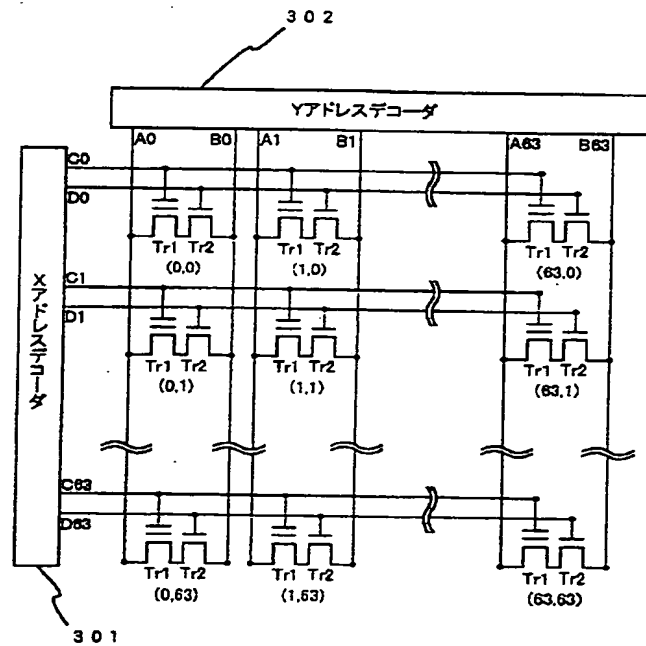 302
Yアドレスデコーダ
A0 B0 A1 B1 A63 B63
C0
D0
Tr1 Tr2 Tr1 Tr2 Tr1 Tr2
(0,0) (1,0) (63,0)
C1
D1
Tr1 Tr2 Tr1 Tr2 Tr1 Tr2
(0,1) (1,1) (63,1)
Xアドレスデコーダ
C63
D63
Tr1 Tr2 Tr1 Tr2 Tr1 Tr2
(0,63) (1,63) (63,63)
301